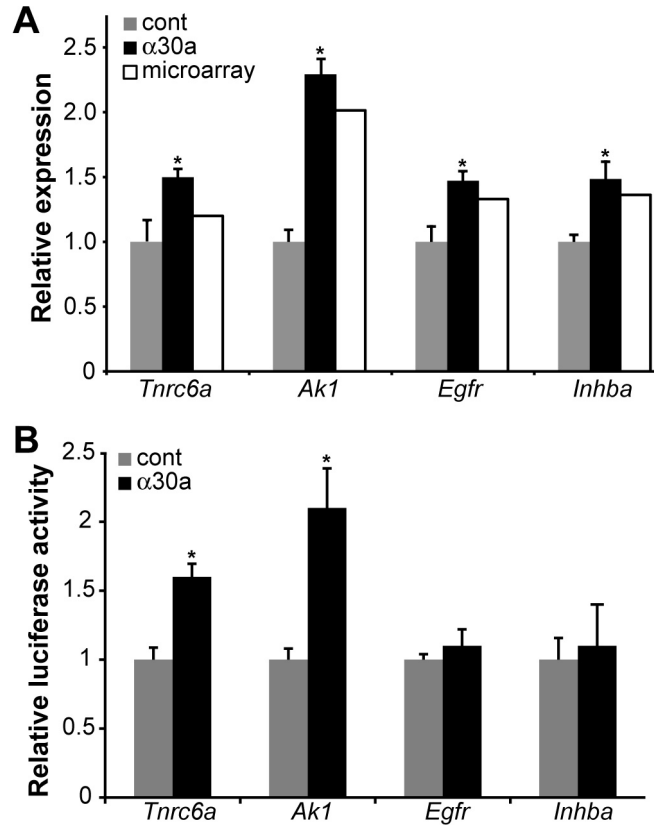 A
cont
α30a
microarray
Relative expression
2.5
2.0
1.5
1.0
0.5
0
*
*
*
*
Tnrc6a Ak1 Egfr Inhba
B
cont
α30a
Relative luciferase activity
2.5
2
1.5
1
0.5
0
*
*
Tnrc6a Ak1 Egfr Inhba